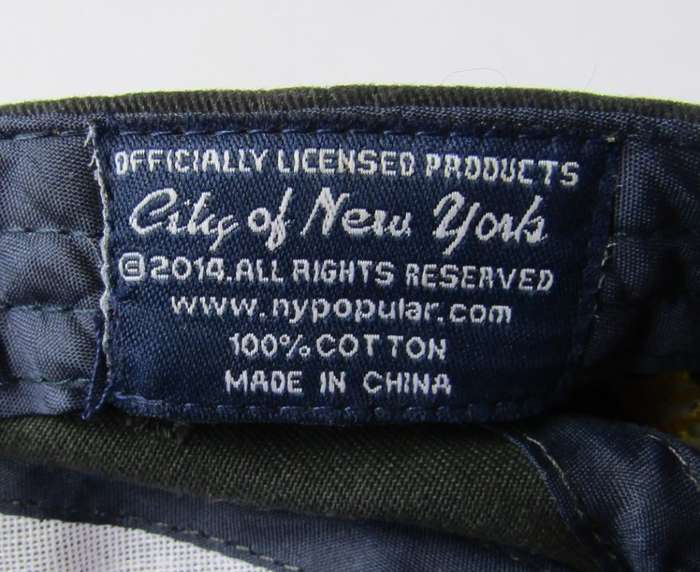 OFFICIALLY LICENSED PRODUCTS
City of New York
©2014.ALL RIGHTS RESERVED
www.nypopular.com
100% COTTON
MADE IN CHINA